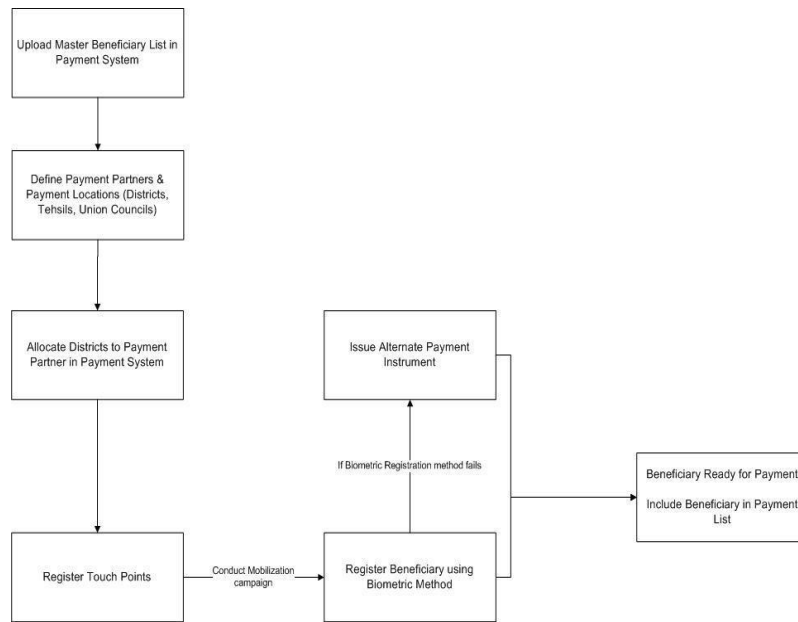 Upload Master Beneficiary List in
Payment System
Define Payment Partners &
Payment Locations (Districts,
Tehsils, Union Councils)
Allocate Districts to Payment
Partner in Payment System
Issue Alternate Payment
Instrument
If Biometric Registration method fails
Beneficiary Ready for Payment
Include Beneficiary in Payment
List
Register Touch Points
Conduct Mobilization
campaign
Register Beneficiary using
Biometric Method